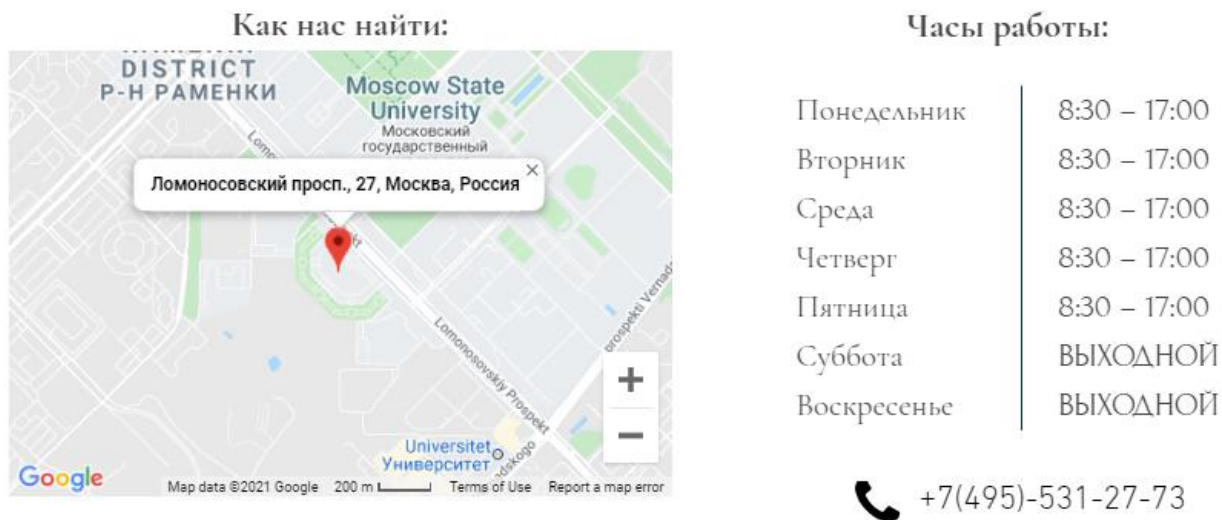 Как нас найти:
DISTRICT
Р-Н РАМЕНКИ
Moscow State
University
Московский
государственный
Ломоносовский просп., 27, Москва, Россия
Lomonosovskiy Prospekt
prospekt Vernadskogo
Universitet
Университет
+
−
Google
Map data ©2021 Google
200 m
Terms of Use
Report a map error
Часы работы:
Понедельник 8:30 – 17:00
Вторник 8:30 – 17:00
Среда 8:30 – 17:00
Четверг 8:30 – 17:00
Пятница 8:30 – 17:00
Суббота ВЫХОДНОЙ
Воскресенье ВЫХОДНОЙ
+7(495)-531-27-73